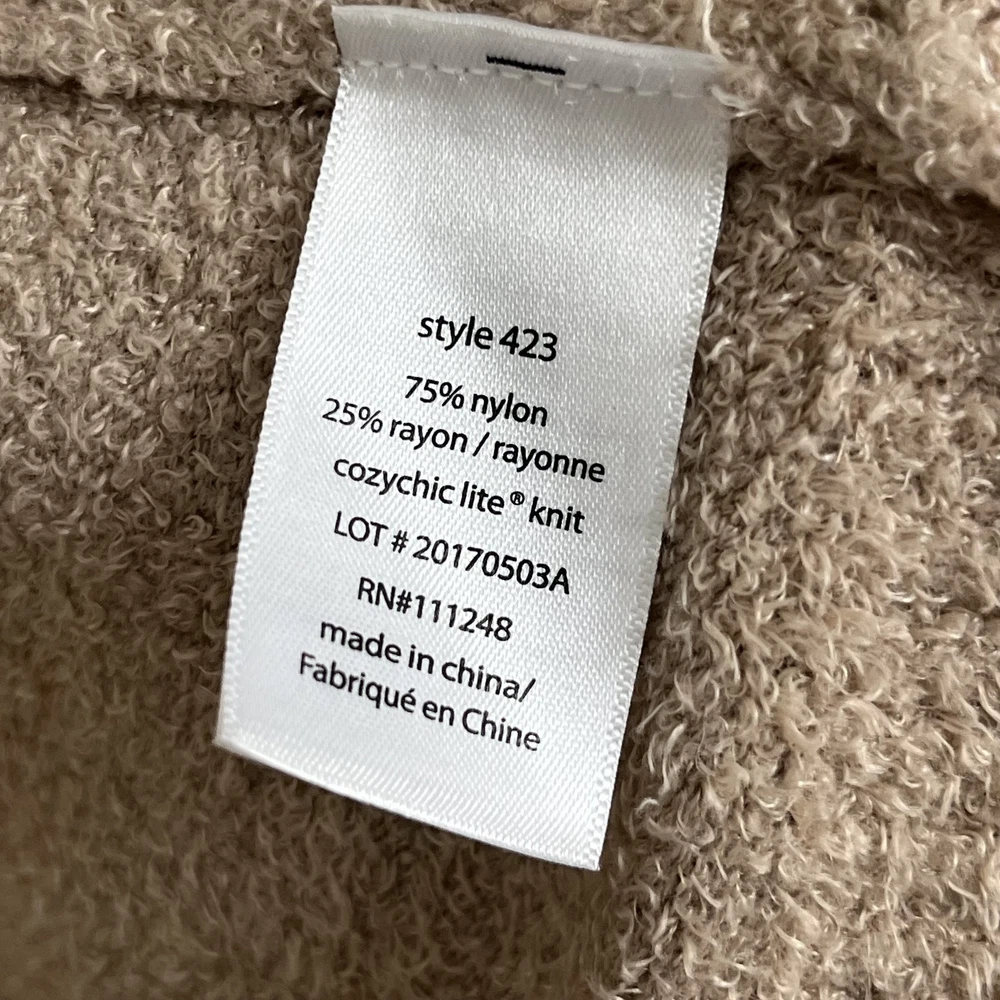 style 423
75% nylon
25% rayon / rayonne
cozychic lite® knit
LOT # 20170503A
RN#111248
made in china/
Fabriqué en Chine